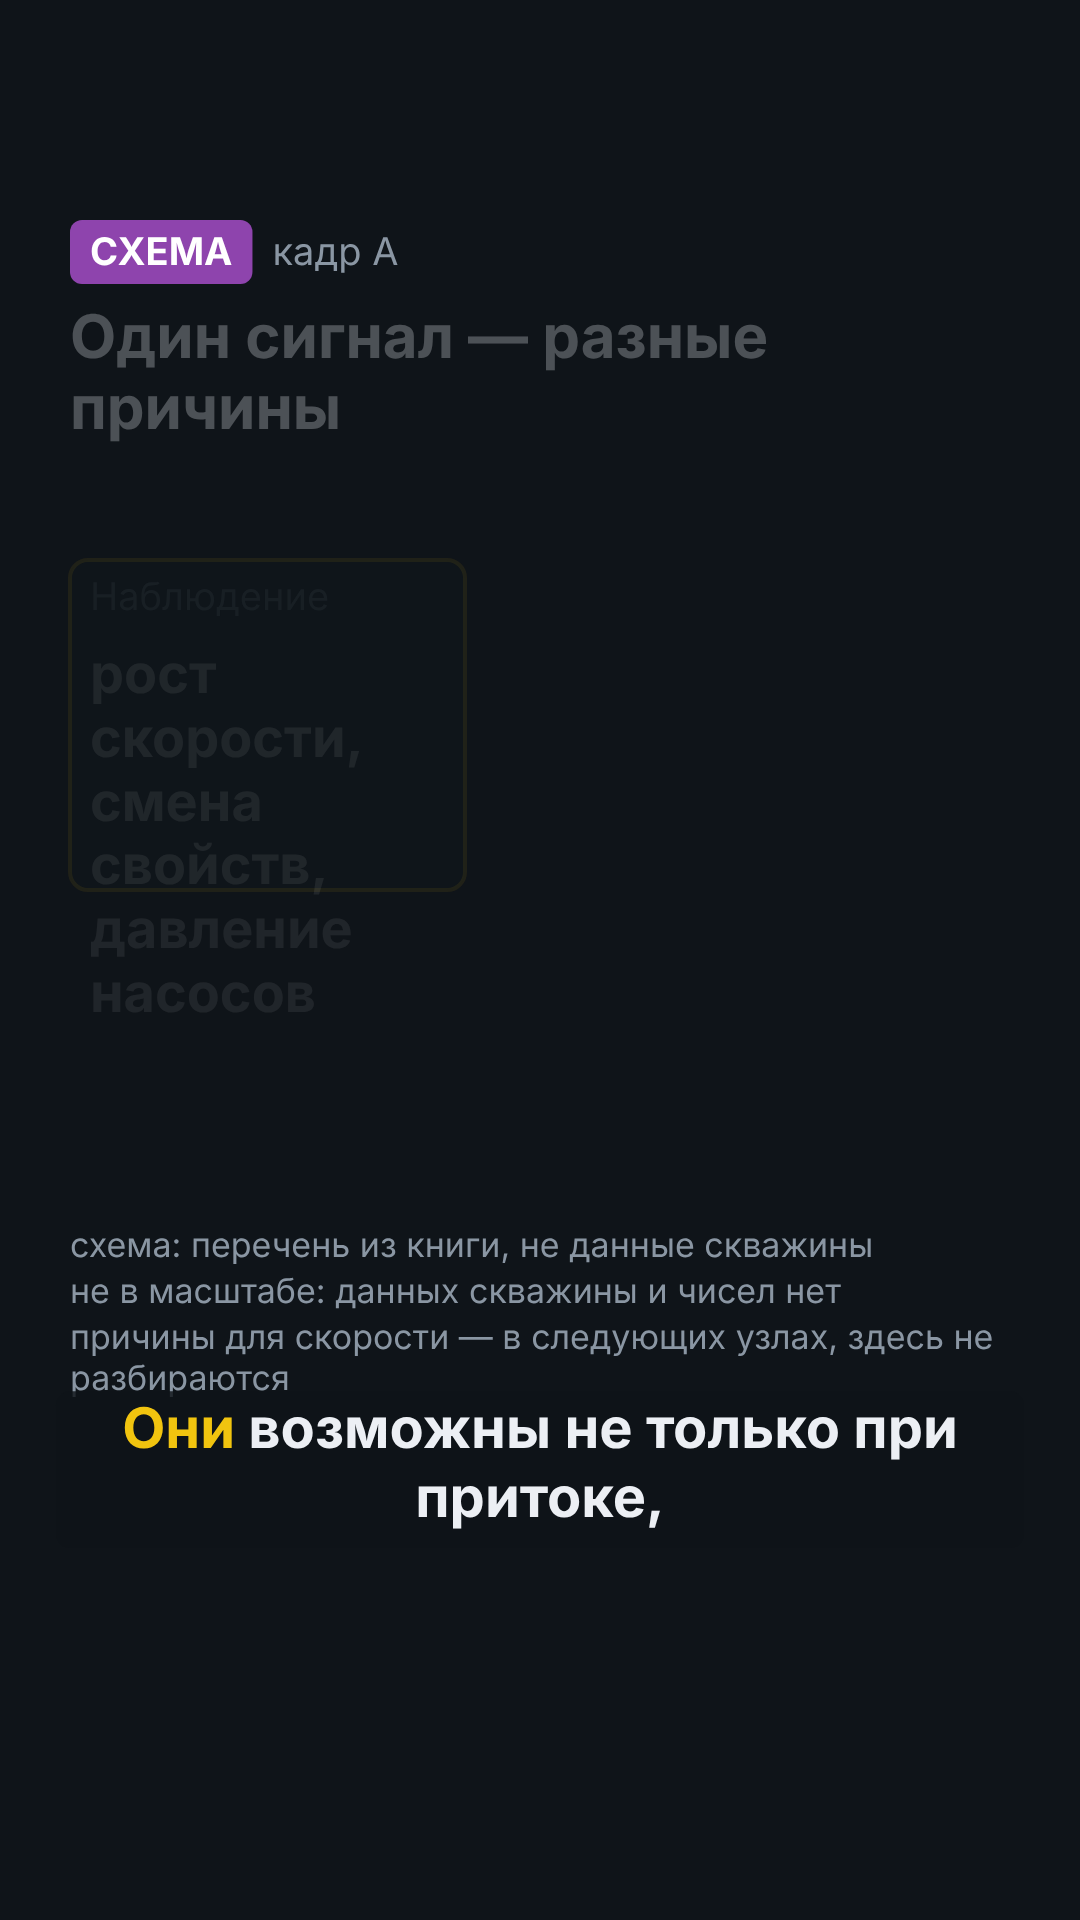 СХЕМА кадр А
Один сигнал — разные
причины
Наблюдение
рост
скорости,
смена
свойств,
давление
насосов
схема: перечень из книги, не данные скважины
не в масштабе: данных скважины и чисел нет
причины для скорости — в следующих узлах, здесь не
разбираются
Они возможны не только при
притоке,